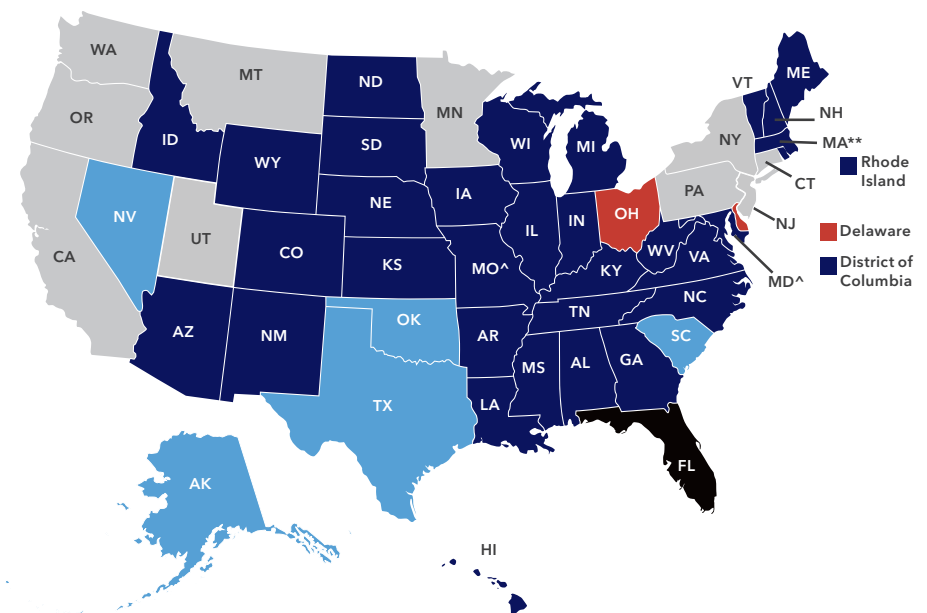 WA
MT
ND
MN
OR
ID
SD
WY
WI
MI
VT
ME
NH
NY
MA**
Rhode
Island
CT
PA
NJ
NV
UT
CA
NE
IA
CO
KS
MO^
IL
IN
OH
WV
VA
KY
MD^
Delaware
District of
Columbia
NC
TN
SC
AZ
NM
OK
AR
MS
AL
GA
LA
TX
FL
AK
HI